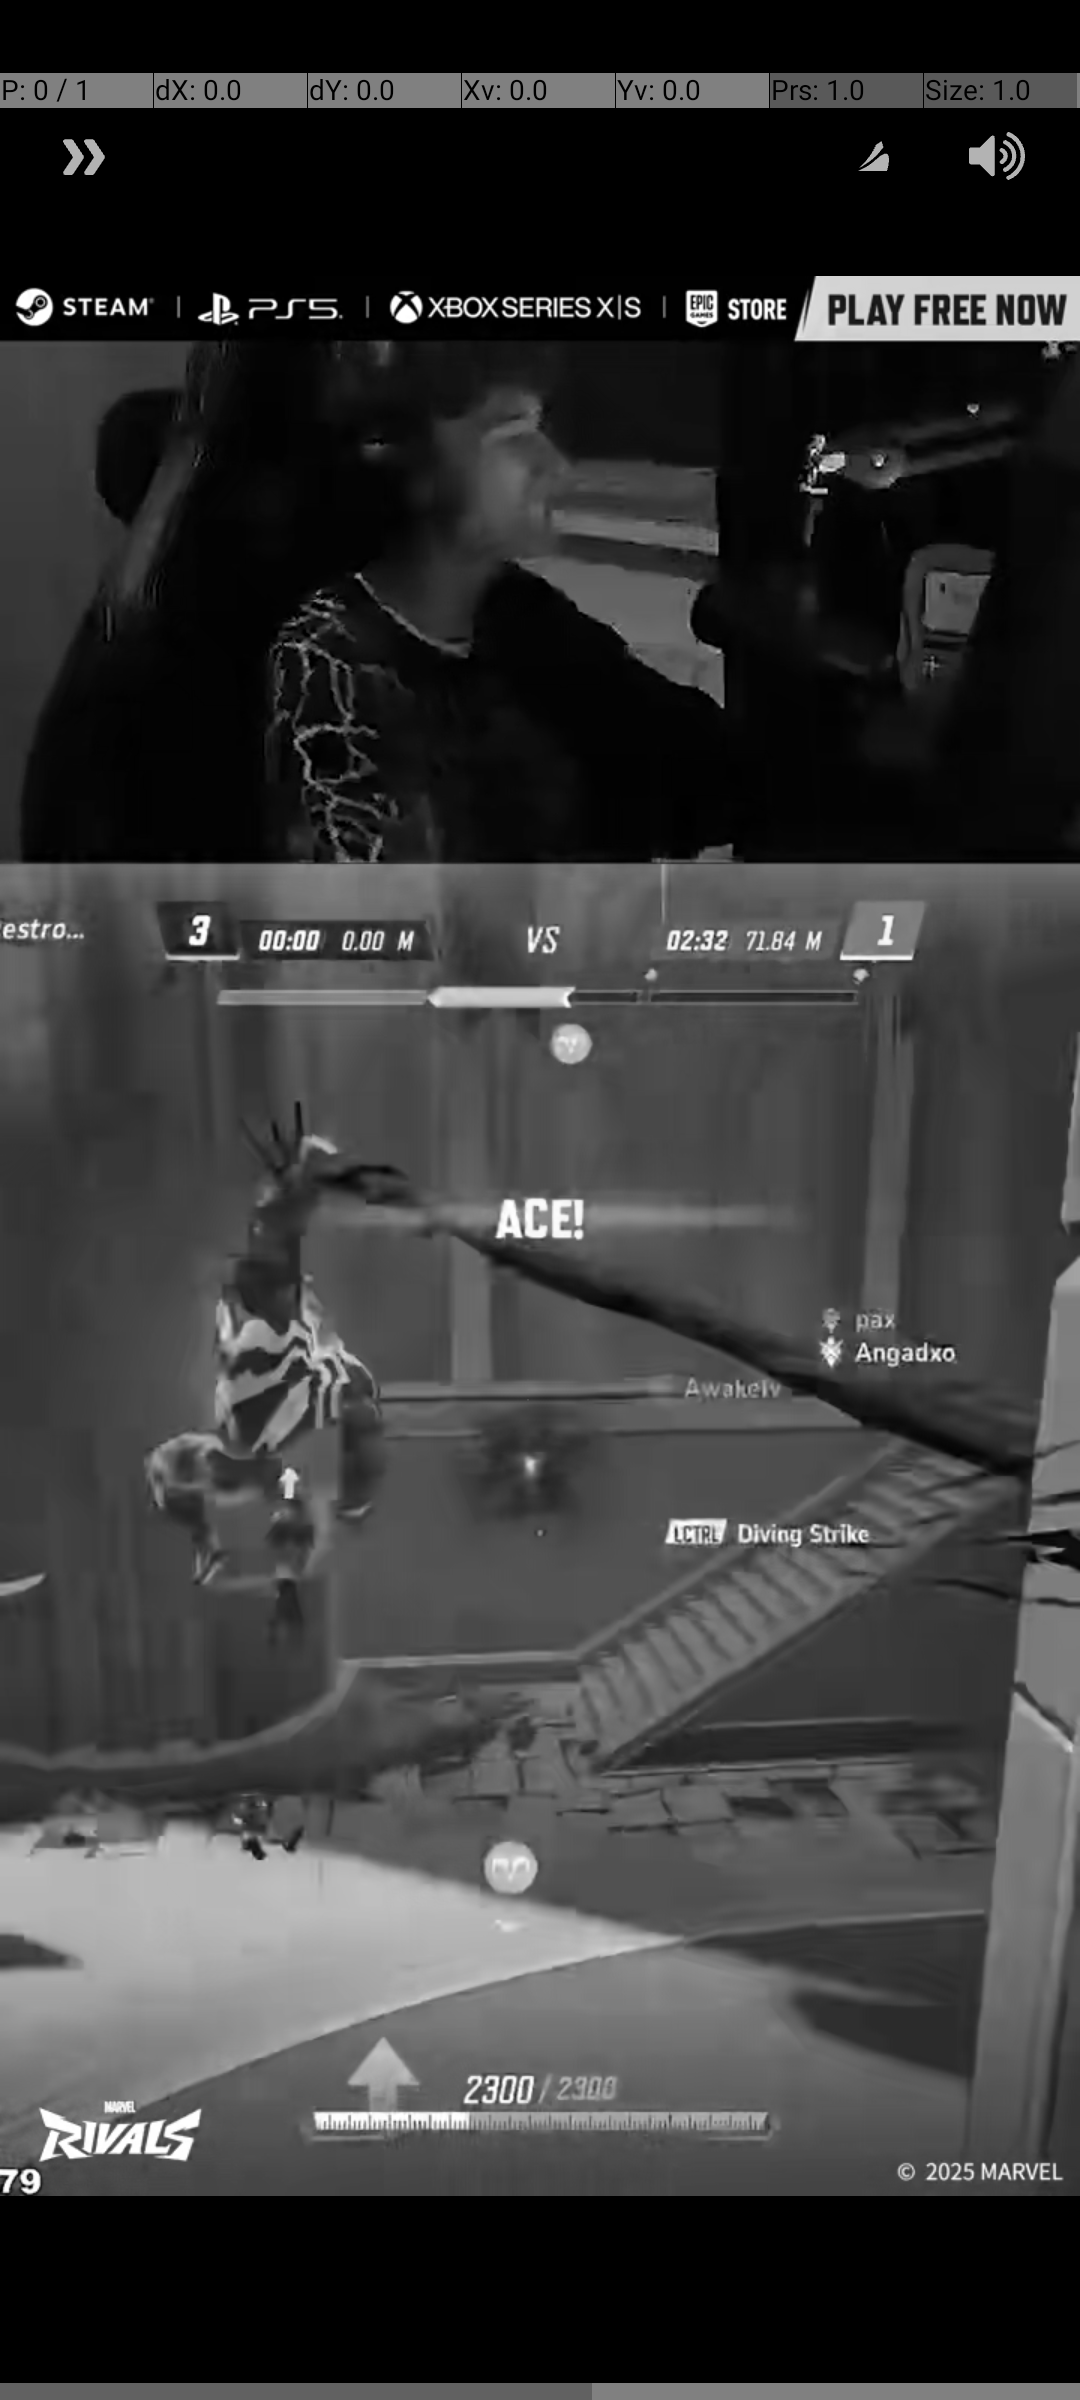 P: 0 / 1 dX: 0.0 dY: 0.0 Xv: 0.0 Yv: 0.0 Prs: 1.0 Size: 1.0
STEAM | PS5 | XBOX SERIES X|S | EPIC GAMES STORE PLAY FREE NOW
estro... 3 00:00 0.00 M VS 02:32 71.84 M 1
ACE!
pax
Angadxo
Awakelv
LCTRL Diving Strike
2300 / 2300
MARVEL
RIVALS
79
© 2025 MARVEL